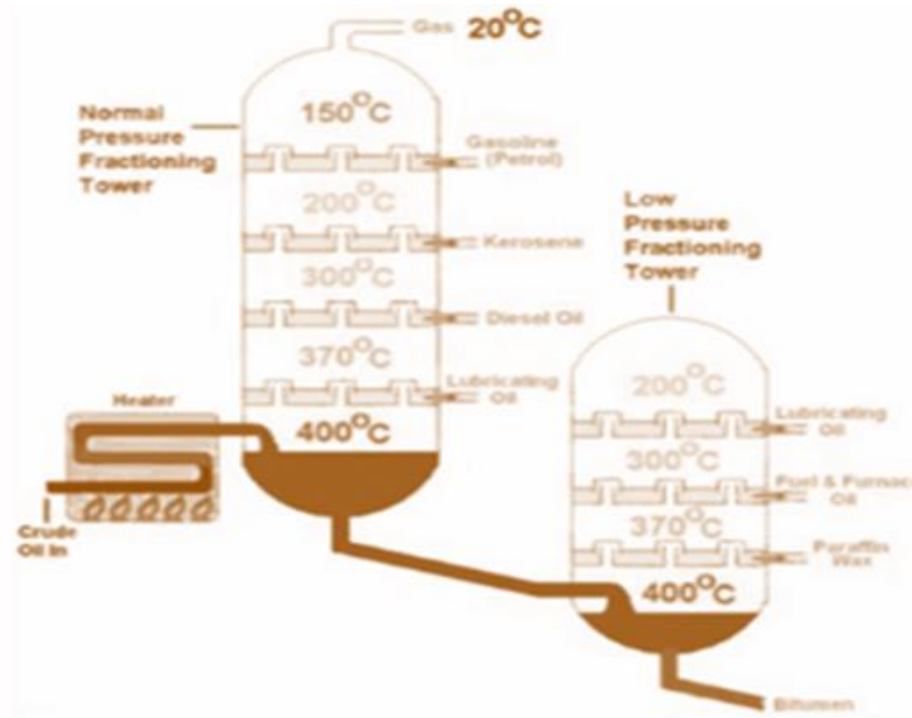 Gas 20°C
Normal
Pressure
Fractioning
Tower
150°C
Gasoline
(Petrol)
200°C
Kerosene
300°C
Diesel Oil
370°C
Lubricating
Oil
400°C
Heater
Crude
Oil In
Low
Pressure
Fractioning
Tower
200°C
Lubricating
Oil
300°C
Fuel & Furnac
Oil
370°C
Paraffin
Wax
400°C
Bitumen